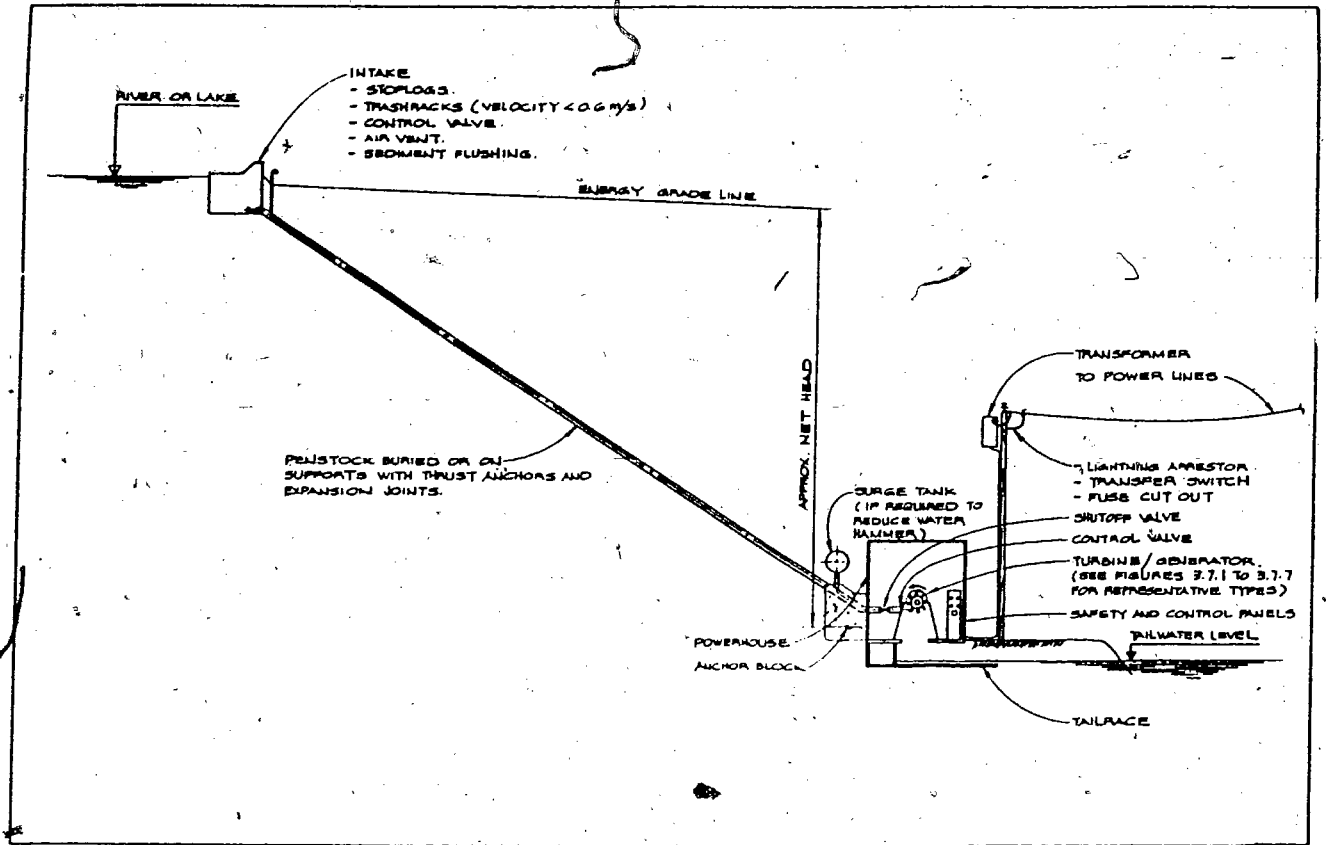 RIVER OR LAKE
INTAKE
- STOPLOGS.
- TRASHRACKS (VELOCITY < 0.6 m/s)
- CONTROL VALVE.
- AIR VENT.
- SEDIMENT FLUSHING.
ENERGY GRADE LINE
APPROX. NET HEAD
PENSTOCK BURIED OR ON
SUPPORTS WITH THRUST ANCHORS AND
EXPANSION JOINTS.
TRANSFORMER
TO POWER LINES
- LIGHTNING ARRESTOR
- TRANSFER SWITCH
- FUSE CUT OUT
SURGE TANK
(IF REQUIRED TO
REDUCE WATER
HAMMER)
SHUTOFF VALVE
CONTROL VALVE
TURBINE/GENERATOR
(SEE FIGURES 3.7.1 TO 3.7.7
FOR REPRESENTATIVE TYPES)
SAFETY AND CONTROL PANELS
TAILWATER LEVEL
POWERHOUSE
ANCHOR BLOCK
TAILRACE